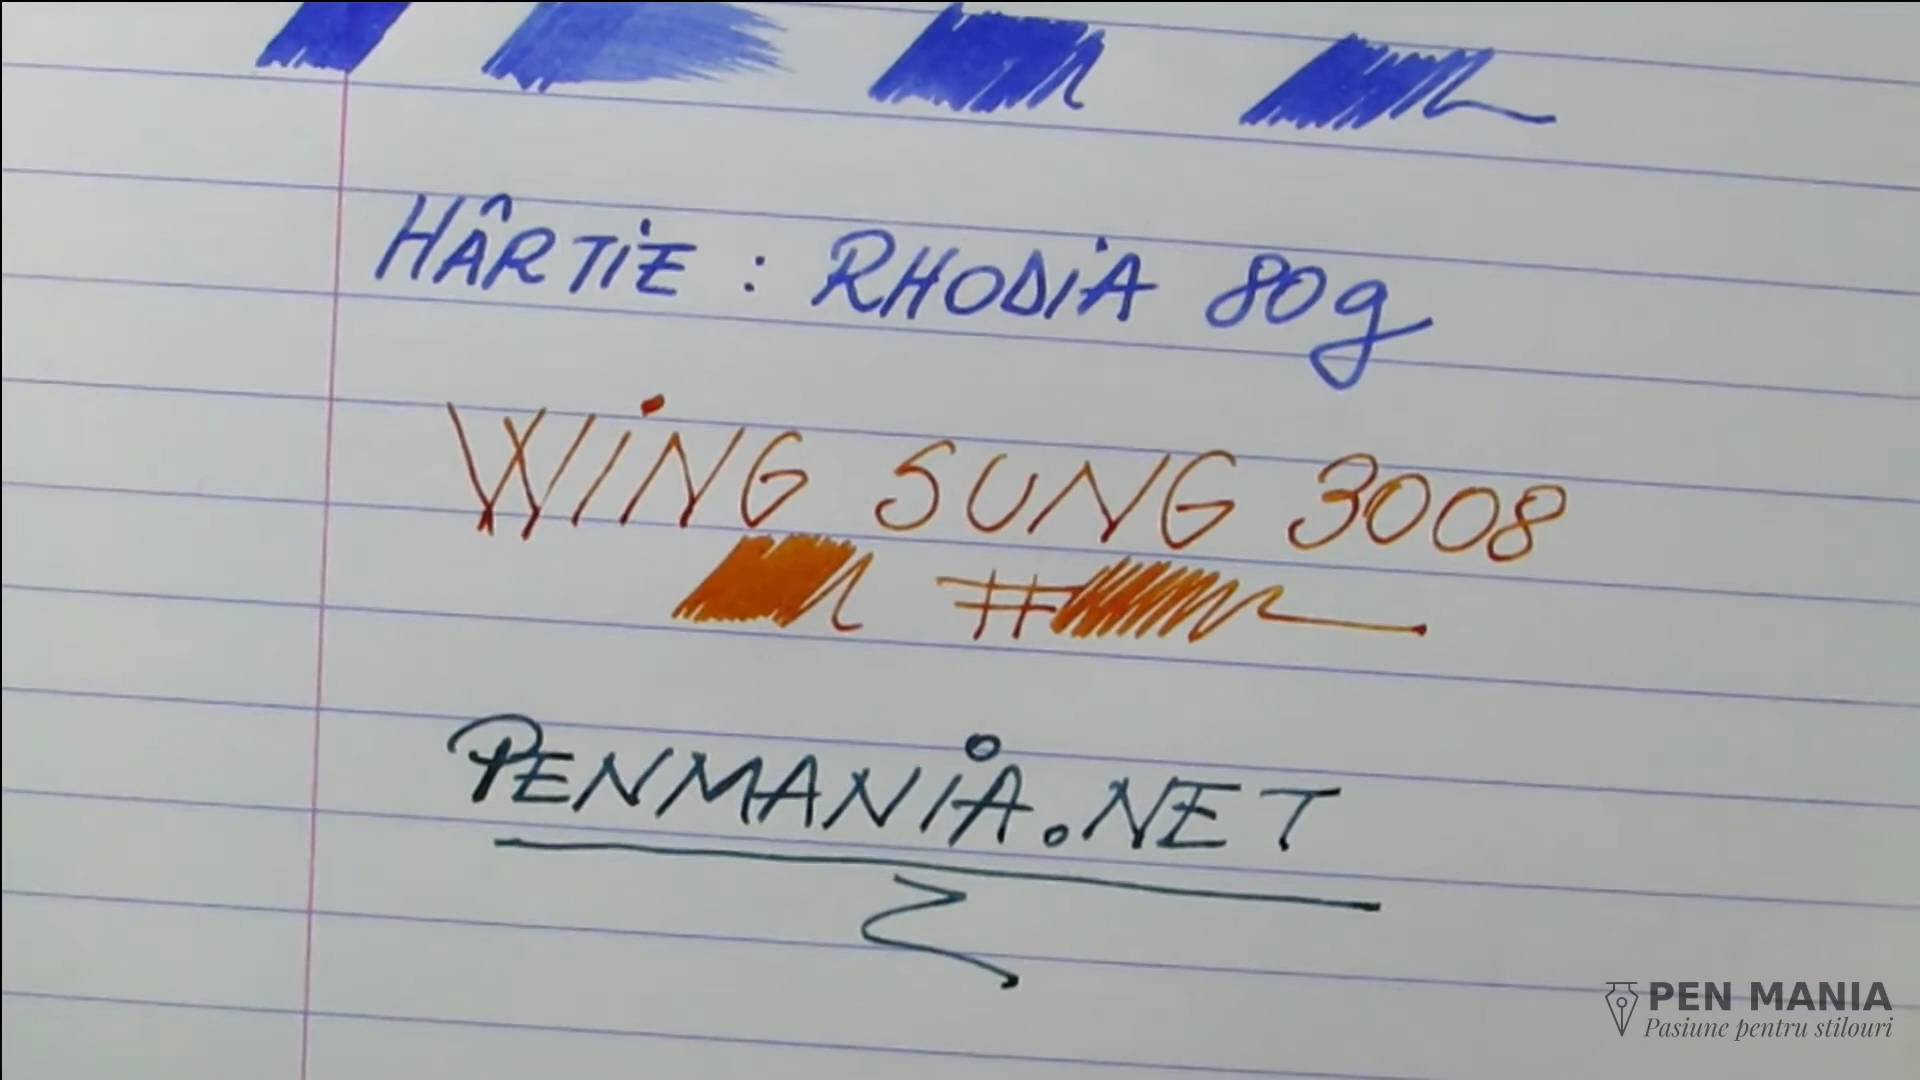 HÂRTIE : RHODIA 80g
WING SUNG 3008
PENMANIA.NET
PEN MANIA
Pasiune pentru stilouri